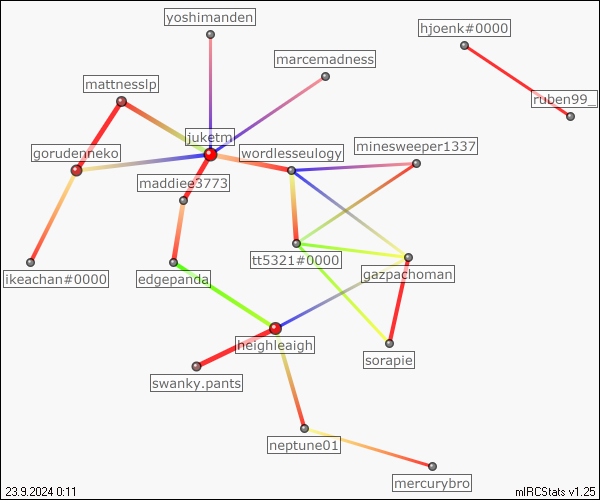 yoshimanden
hjoenk#0000
marcemadness
mattnesslp
ruben99_
juketm
gorudenneko
wordlesseulogy
minesweeper1337
maddiee3773
tt5321#0000
gazpachoman
ikeachan#0000
edgepanda
heighleaigh
sorapie
swanky.pants
neptune01
mercurybro
23.9.2024 0:11
mIRCStats v1.25